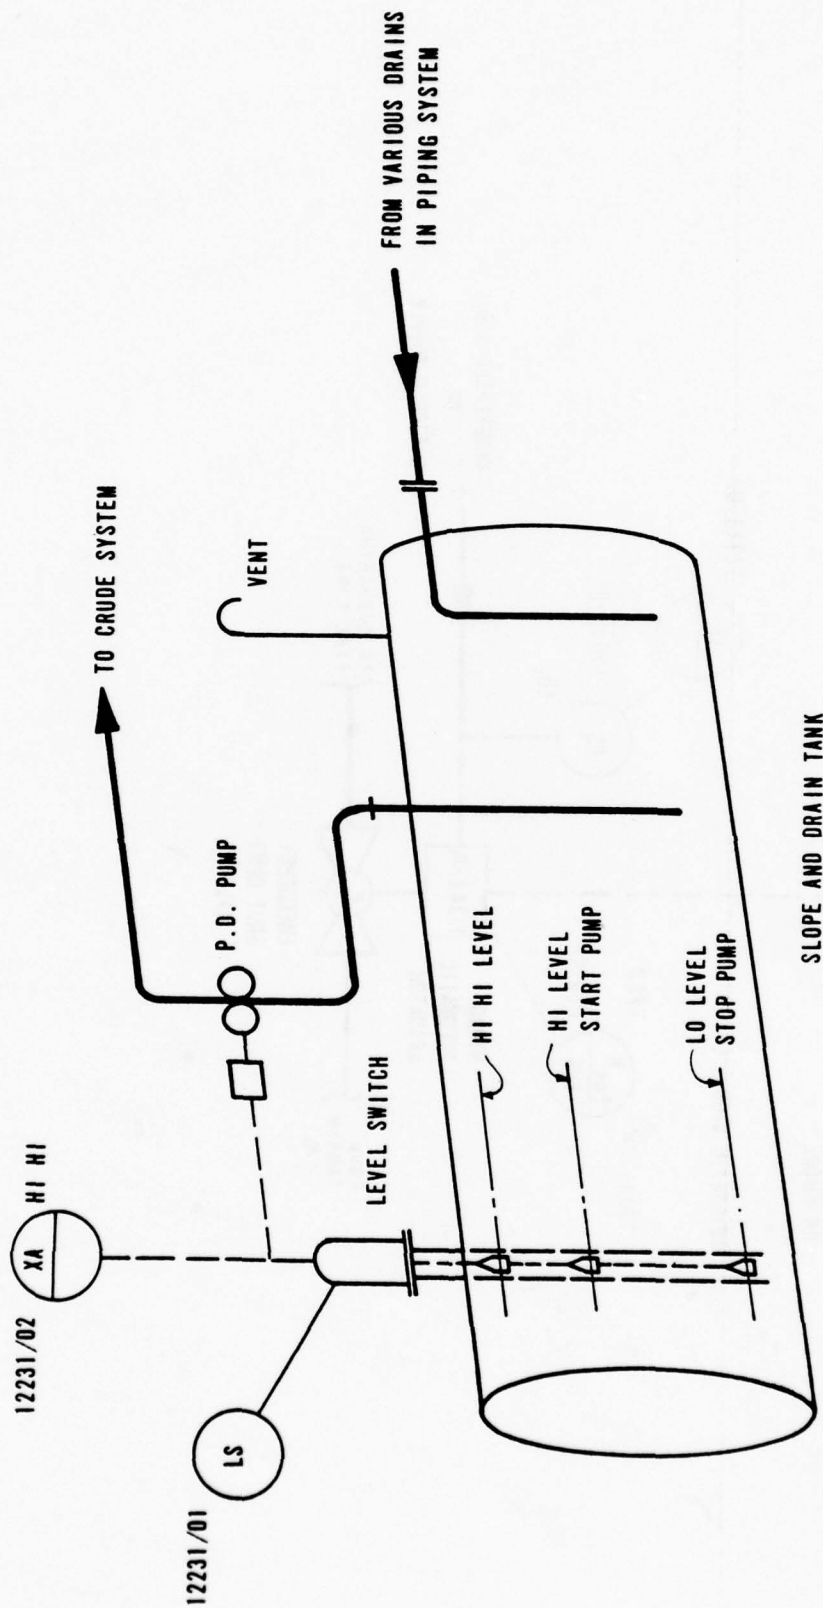 12231/02
XA
HI HI
12231/01
LS
LEVEL SWITCH
P.D. PUMP
TO CRUDE SYSTEM
VENT
FROM VARIOUS DRAINS
IN PIPING SYSTEM
HI HI LEVEL
HI LEVEL
START PUMP
LO LEVEL
STOP PUMP
SLOPE AND DRAIN TANK